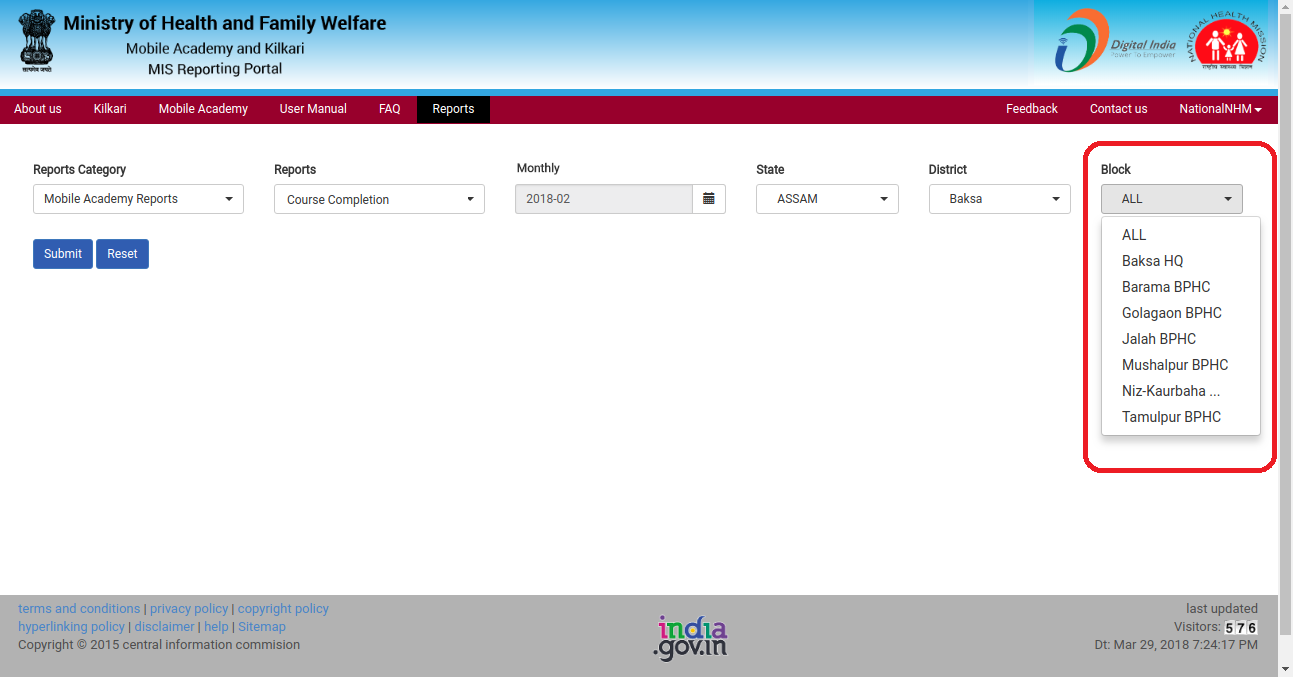 Ministry of Health and Family Welfare
Mobile Academy and Kilkari
MIS Reporting Portal
सत्यमेव जयते
Digital India
Power To Empower
NATIONAL HEALTH MISSION
राष्ट्रीय स्वास्थ्य मिशन
About us Kilkari Mobile Academy User Manual FAQ Reports Feedback Contact us NationalNHM
Reports Category Reports Monthly State District Block
Mobile Academy Reports Course Completion 2018-02 ASSAM Baksa ALL
Submit Reset
ALL
Baksa HQ
Barama BPHC
Golagaon BPHC
Jalah BPHC
Mushalpur BPHC
Niz-Kaurbaha ...
Tamulpur BPHC
terms and conditions | privacy policy | copyright policy
hyperlinking policy | disclaimer | help | Sitemap
Copyright © 2015 central information commision
india
.gov.in
last updated
Visitors: 576
Dt: Mar 29, 2018 7:24:17 PM